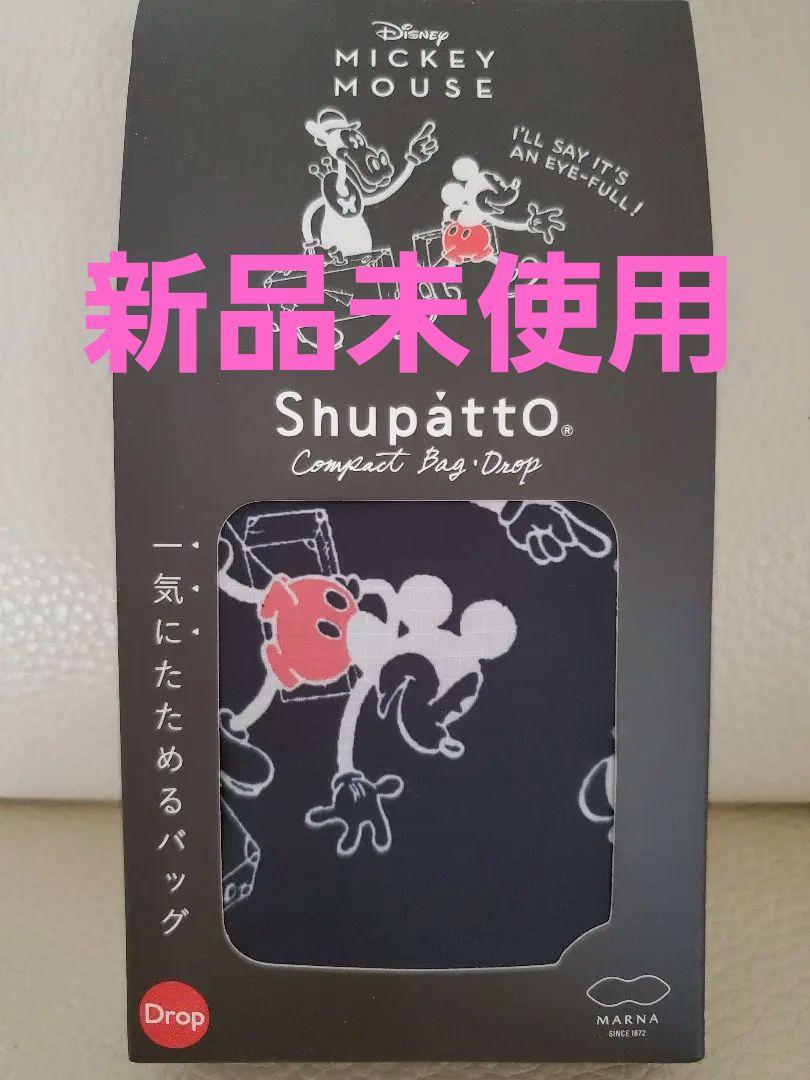 Disney
MICKEY
MOUSE
I'LL SAY IT'S
AN EYE-FULL!
新品未使用
Shupatto®
Compact Bag・Drop
一気にたためるバッグ
Drop
MARNA
SINCE 1872